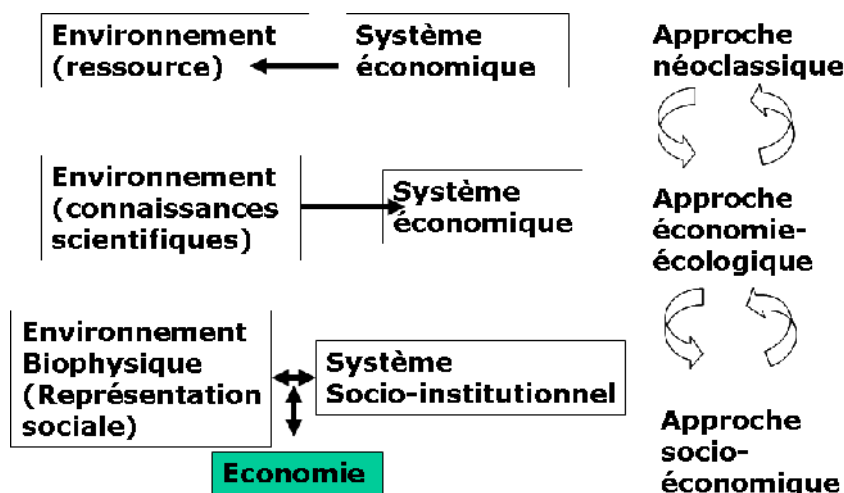 Environnement
(ressource)
Système
économique
Approche
néoclassique
Environnement
(connaissances
scientifiques)
Système
économique
Approche
économie-
écologique
Environnement
Biophysique
(Représentation
sociale)
Système
Socio-institutionnel
Economie
Approche
socio-
économique